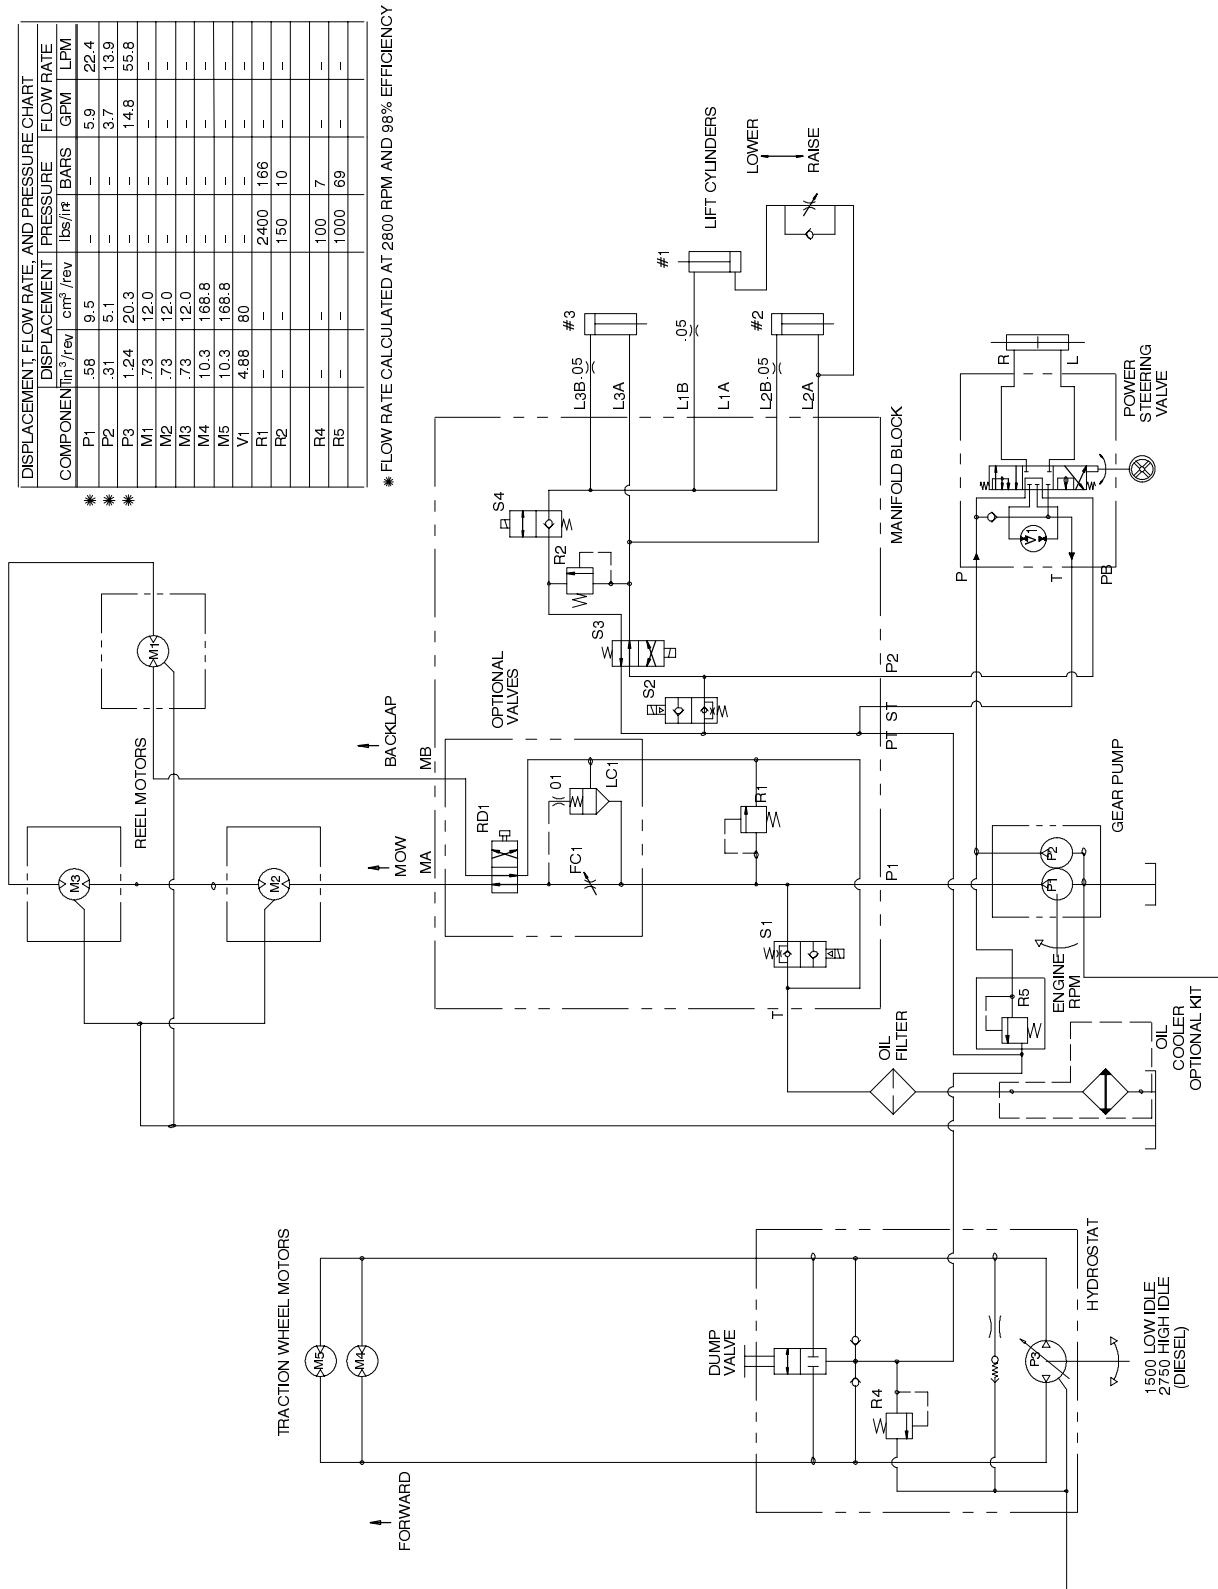 DISPLACEMENT, FLOW RATE, AND PRESSURE CHART
DISPLACEMENT PRESSURE FLOW RATE
COMPONENT in³/rev cm³/rev lbs/in² BARS GPM LPM
✱ P1 .58 9.5 – – 5.9 22.4
✱ P2 .31 5.1 – – 3.7 13.9
✱ P3 1.24 20.3 – – 14.8 55.8
M1 .73 12.0 – – – –
M2 .73 12.0 – – – –
M3 .73 12.0 – – – –
M4 10.3 168.8 – – – –
M5 10.3 168.8 – – – –
V1 4.88 80 – – – –
R1 – – 2400 166 – –
R2 – – 150 10 – –
R4 – – 100 7 – –
R5 – – 1000 69 – –
✱ FLOW RATE CALCULATED AT 2800 RPM AND 98% EFFICIENCY
REEL MOTORS
M1
M2
M3
BACKLAP
MOW
MB
MA
OPTIONAL
VALVES
RD1
.01
LC1
FC1
R1
S1
T
P1
S2
S3
R2
S4
PT
ST
P2
MANIFOLD BLOCK
L3B
.05
L3A
L1B
.05
L1A
L2B
.05
L2A
#3
#1
#2
LIFT CYLINDERS
LOWER
RAISE
R
L
POWER
STEERING
VALVE
V1
P
T
PB
GEAR PUMP
P2
P1
ENGINE
RPM
R5
OIL
FILTER
OIL
COOLER
OPTIONAL KIT
TRACTION WHEEL MOTORS
M5
M4
FORWARD
DUMP
VALVE
R4
P3
HYDROSTAT
1500 LOW IDLE
2750 HIGH IDLE
(DIESEL)